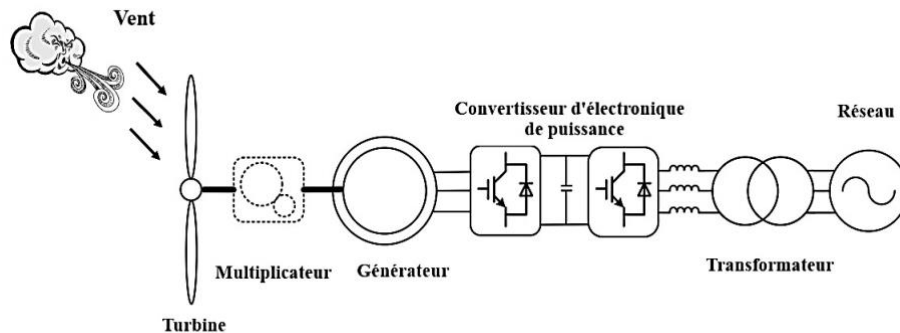 Vent
Convertisseur d'électronique
de puissance
Réseau
Multiplicateur
Générateur
Transformateur
Turbine